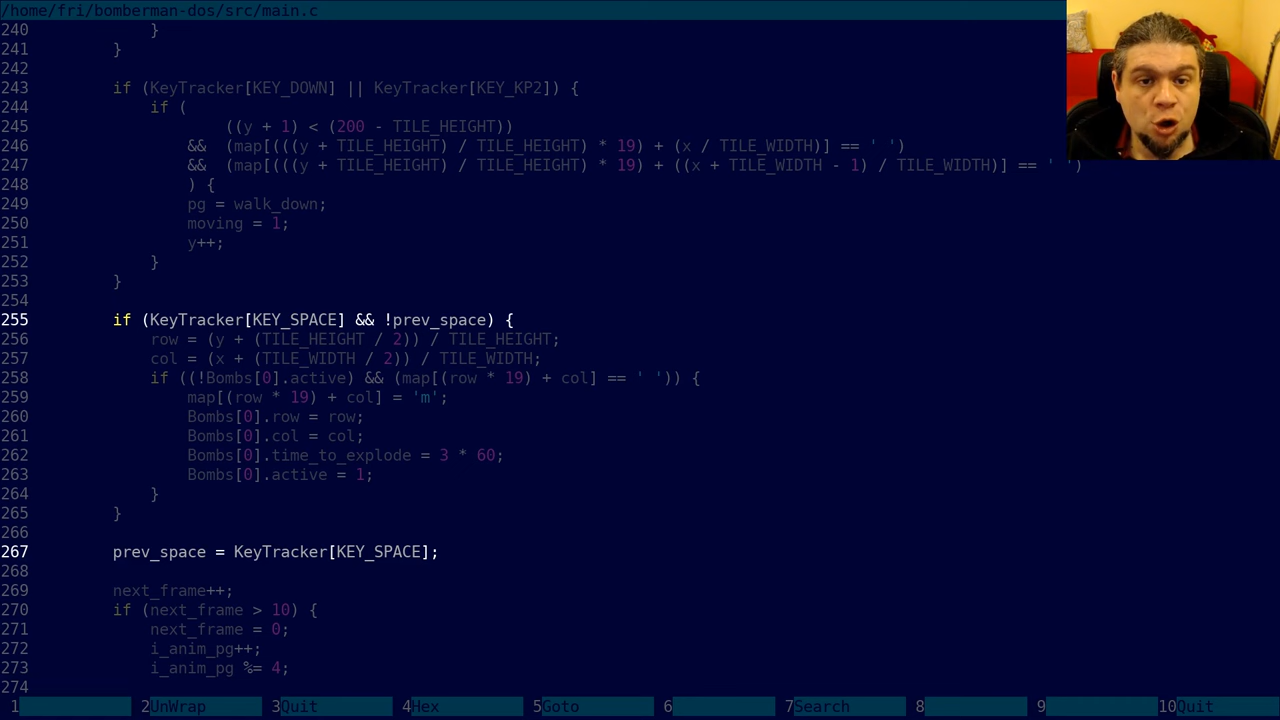 /home/fri/bomberman-dos/src/main.c
240             }
241         }
242
243         if (KeyTracker[KEY_DOWN] || KeyTracker[KEY_KP2]) {
244             if (
245                     ((y + 1) < (200 - TILE_HEIGHT))
246                 &&  (map[(((y + TILE_HEIGHT) / TILE_HEIGHT) * 19) + (x / TILE_WIDTH)] == ' ')
247                 &&  (map[(((y + TILE_HEIGHT) / TILE_HEIGHT) * 19) + ((x + TILE_WIDTH - 1) / TILE_WIDTH)] == ' ')
248                 ) {
249                 pg = walk_down;
250                 moving = 1;
251                 y++;
252             }
253         }
254
255         if (KeyTracker[KEY_SPACE] && !prev_space) {
256             row = (y + (TILE_HEIGHT / 2)) / TILE_HEIGHT;
257             col = (x + (TILE_WIDTH / 2)) / TILE_WIDTH;
258             if ((!Bombs[0].active) && (map[(row * 19) + col] == ' ')) {
259                 map[(row * 19) + col] = 'm';
260                 Bombs[0].row = row;
261                 Bombs[0].col = col;
262                 Bombs[0].time_to_explode = 3 * 60;
263                 Bombs[0].active = 1;
264             }
265         }
266
267         prev_space = KeyTracker[KEY_SPACE];
268
269         next_frame++;
270         if (next_frame > 10) {
271             next_frame = 0;
272             i_anim_pg++;
273             i_anim_pg %= 4;
274
1 2UnWrap 3Quit 4Hex 5Goto 6 7Search 8 9 10Quit